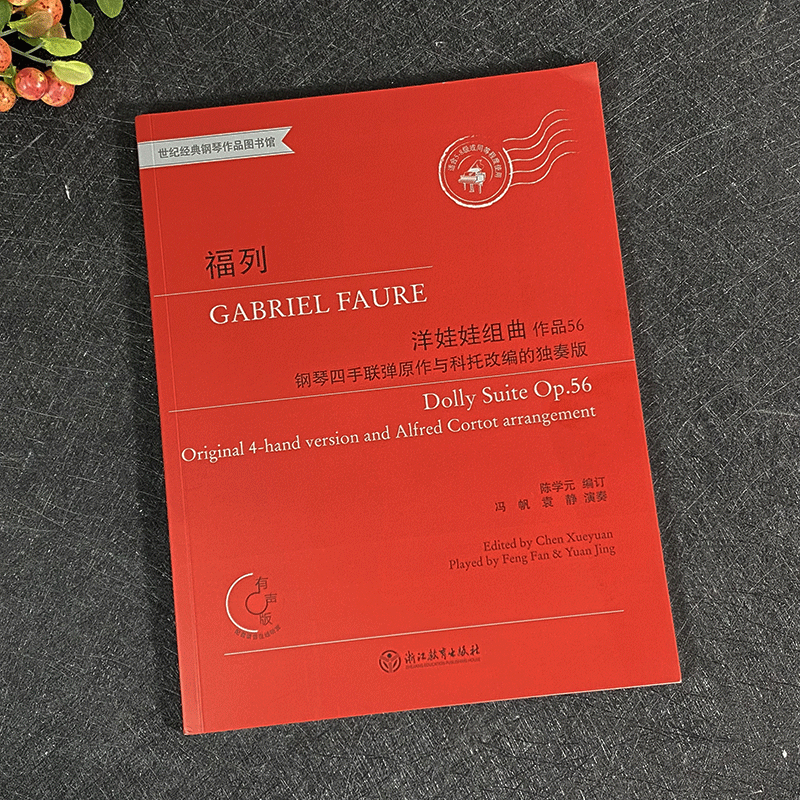 世纪经典钢琴作品图书馆
福列
GABRIEL FAURE
洋娃娃组曲 作品56
钢琴四手联弹原作与科托改编的独奏版
Dolly Suite Op.56
Original 4-hand version and Alfred Cortot arrangement
陈学元 编订
冯 帆 袁 静 演奏
Edited by Chen Xueyuan
Played by Feng Fan & Yuan Jing
有声版
浙江教育出版社
ZHEJIANG EDUCATION PUBLISHING HOUSE